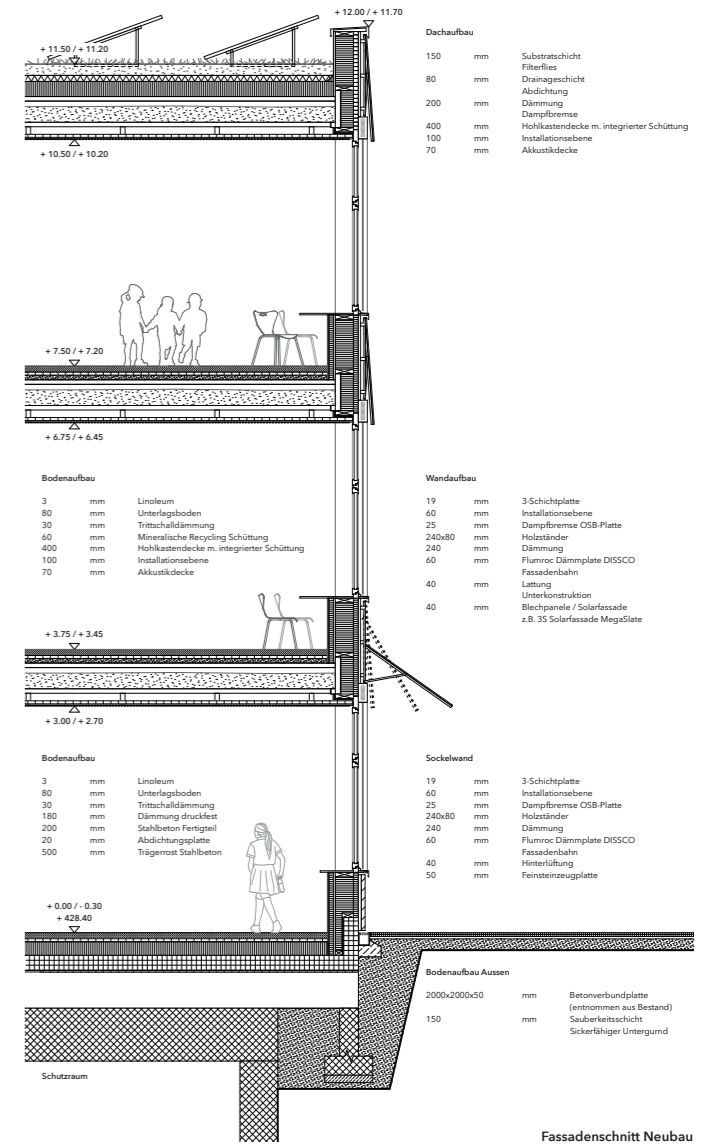 + 12.00 / + 11.70
+ 11.50 / + 11.20
+ 10.50 / + 10.20
Dachaufbau
150 mm Substratschicht
Filterflies
80 mm Drainageschicht
Abdichtung
200 mm Dämmung
Dampfbremse
400 mm Hohlkastendecke m. integrierter Schüttung
100 mm Installationsebene
70 mm Akkustikdecke
+ 7.50 / + 7.20
+ 6.75 / + 6.45
Bodenaufbau
3 mm Linoleum
80 mm Unterlagsboden
30 mm Trittschalldämmung
60 mm Mineralische Recycling Schüttung
400 mm Hohlkastendecke m. integrierter Schüttung
100 mm Installationsebene
70 mm Akkustikdecke
Wandaufbau
19 mm 3-Schichtplatte
60 mm Installationsebene
25 mm Dampfbremse OSB-Platte
240x80 mm Holzständer
240 mm Dämmung
60 mm Flumroc Dämmplatte DISSCO
Fassadenbahn
40 mm Lattung
Unterkonstruktion
40 mm Blechpanele / Solarfassade
z.B. 3S Solarfassade MegaSlate
+ 3.75 / + 3.45
+ 3.00 / + 2.70
Bodenaufbau
3 mm Linoleum
80 mm Unterlagsboden
30 mm Trittschalldämmung
180 mm Dämmung druckfest
200 mm Stahlbeton Fertigteil
20 mm Abdichtungsplatte
500 mm Trägerrost Stahlbeton
Sockelwand
19 mm 3-Schichtplatte
60 mm Installationsebene
25 mm Dampfbremse OSB-Platte
240x80 mm Holzständer
240 mm Dämmung
60 mm Flumroc Dämmplatte DISSCO
Fassadenbahn
40 mm Hinterlüftung
50 mm Feinsteinzeugplatte
+ 0.00 / - 0.30
+ 428.40
Bodenaufbau Aussen
2000x2000x50 mm Betonverbundplatte
(entnommen aus Bestand)
150 mm Sauberkeitsschicht
Sickerfähiger Untergurnd
Schutzraum
Fassadenschnitt Neubau